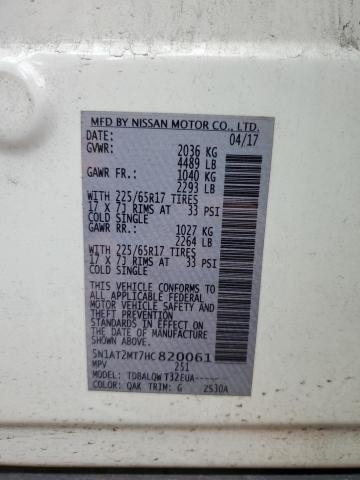 MFD BY NISSAN MOTOR CO., LTD.
DATE: 04/17
GVWR: 2036 KG
4489 LB
GAWR FR.: 1040 KG
2293 LB
WITH 225/65R17 TIRES
17 X 7J RIMS AT 33 PSI
COLD SINGLE
GAWR RR.: 1027 KG
2264 LB
WITH 225/65R17 TIRES
17 X 7J RIMS AT 33 PSI
COLD SINGLE
THIS VEHICLE CONFORMS TO
ALL APPLICABLE FEDERAL
MOTOR VEHICLE SAFETY AND
THEFT PREVENTION
STANDARDS IN EFFECT ON
THE DATE OF MANUFACTURE
SHOWN ABOVE.
5N1AT2MT7HC820061
MPV 251
MODEL: TDBALQWT32EUA-----
COLOR: QAK TRIM: G 2530A